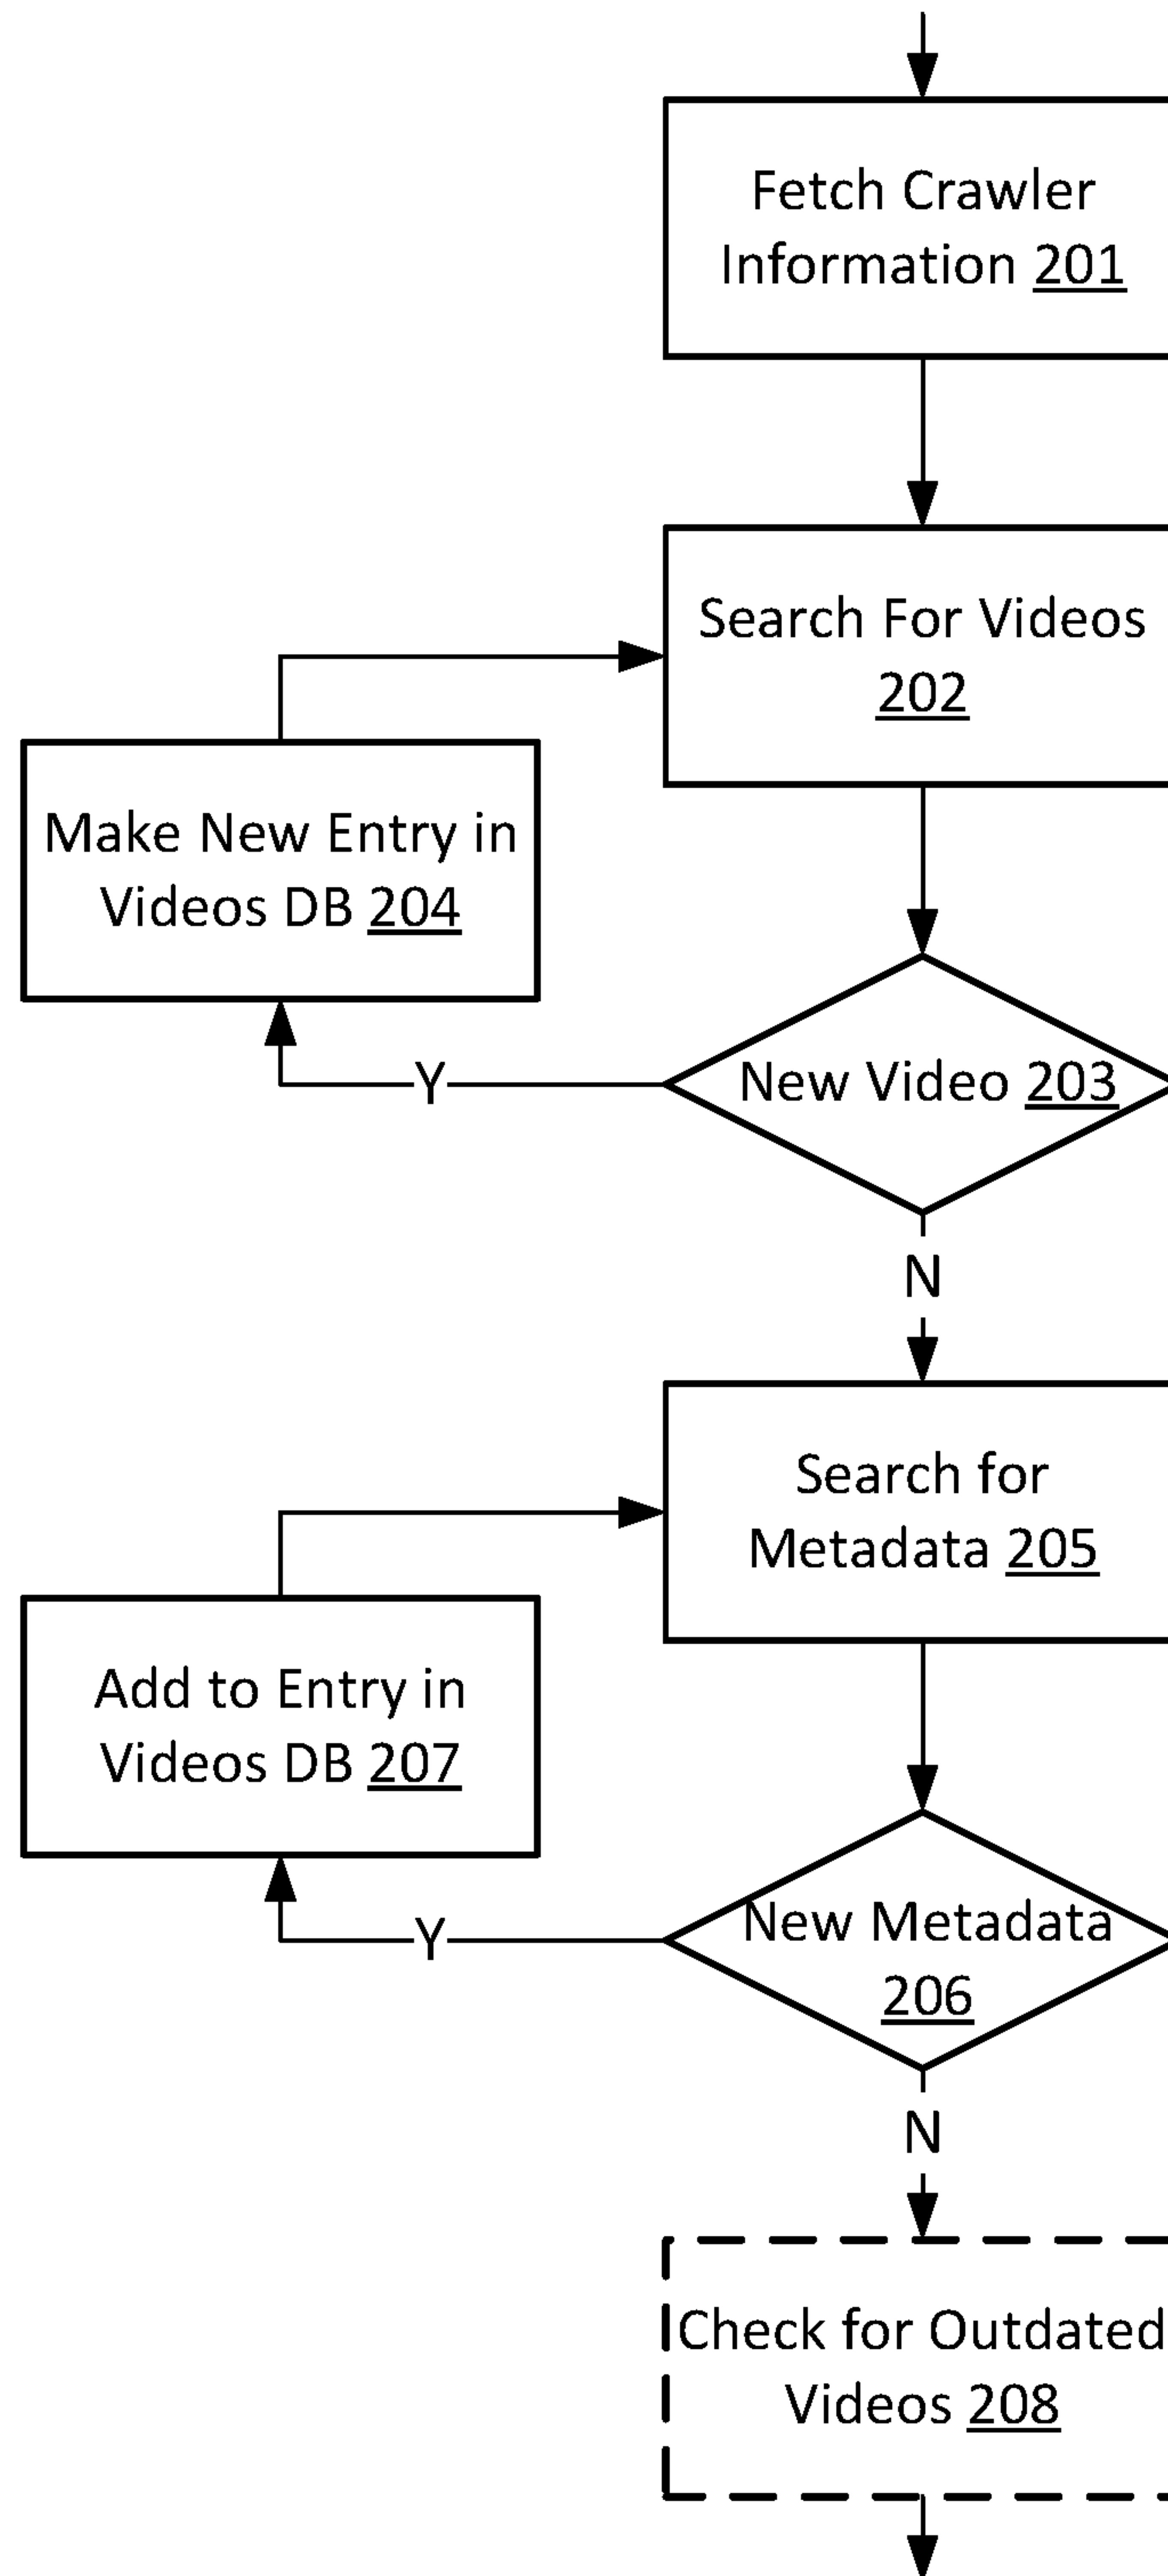 Fetch Crawler
Information 201
Search For Videos
202
Make New Entry in
Videos DB 204
New Video 203
Y
N
Search for
Metadata 205
Add to Entry in
Videos DB 207
New Metadata
206
Y
N
Check for Outdated
Videos 208